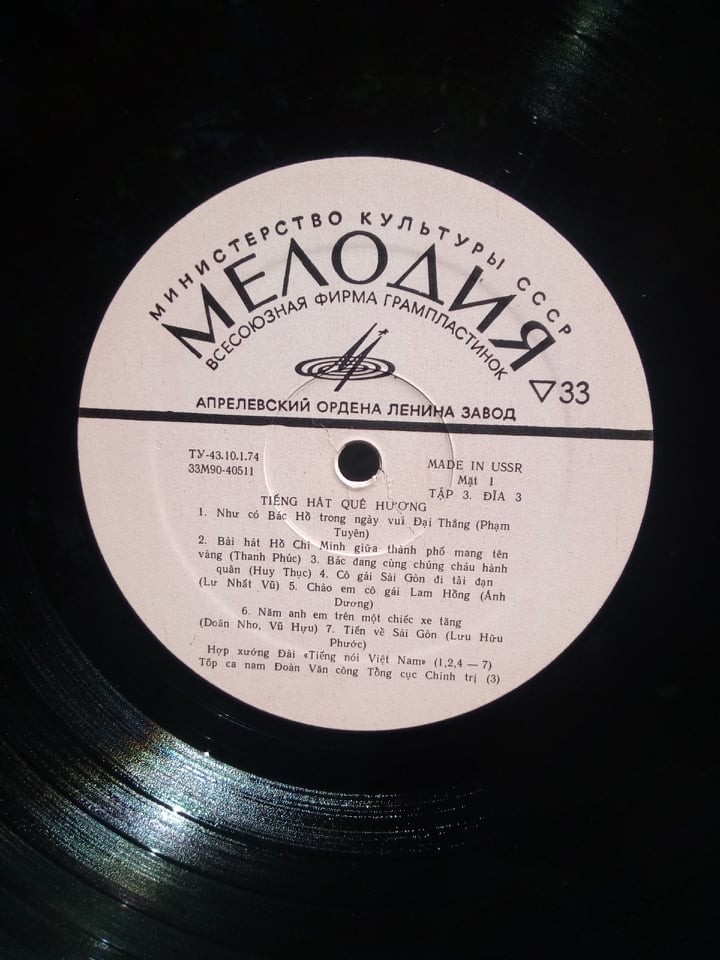 МИНИСТЕРСТВО КУЛЬТУРЫ СССР
МЕЛОДИЯ
ВСЕСОЮЗНАЯ ФИРМА ГРАМПЛАСТИНОК
▽33
АПРЕЛЕВСКИЙ ОРДЕНА ЛЕНИНА ЗАВОД
ТУ-43.10.1.74
33М90-40511
MADE IN USSR
Mặt 1
TẬP 3. ĐĨA 3
TIẾNG HÁT QUÊ HƯƠNG
1. Như có Bác Hồ trong ngày vui Đại Thắng (Phạm
Tuyên)
2. Bài hát Hồ Chí Minh giữa thành phố mang tên
vàng (Thanh Phúc) 3. Bác đang cùng chúng cháu hành
quân (Huy Thục) 4. Cô gái Sài Gòn đi tải đạn
(Lư Nhất Vũ) 5. Chào em cô gái Lam Hồng (Ánh
Dương)
6. Năm anh em trên một chiếc xe tăng
(Doãn Nho, Vũ Hựu) 7. Tiến về Sài Gòn (Lưu Hữu
Phước)
Hợp xướng Đài «Tiếng nói Việt Nam» (1,2,4 — 7)
Tốp ca nam Đoàn Văn công Tổng cục Chính trị (3)